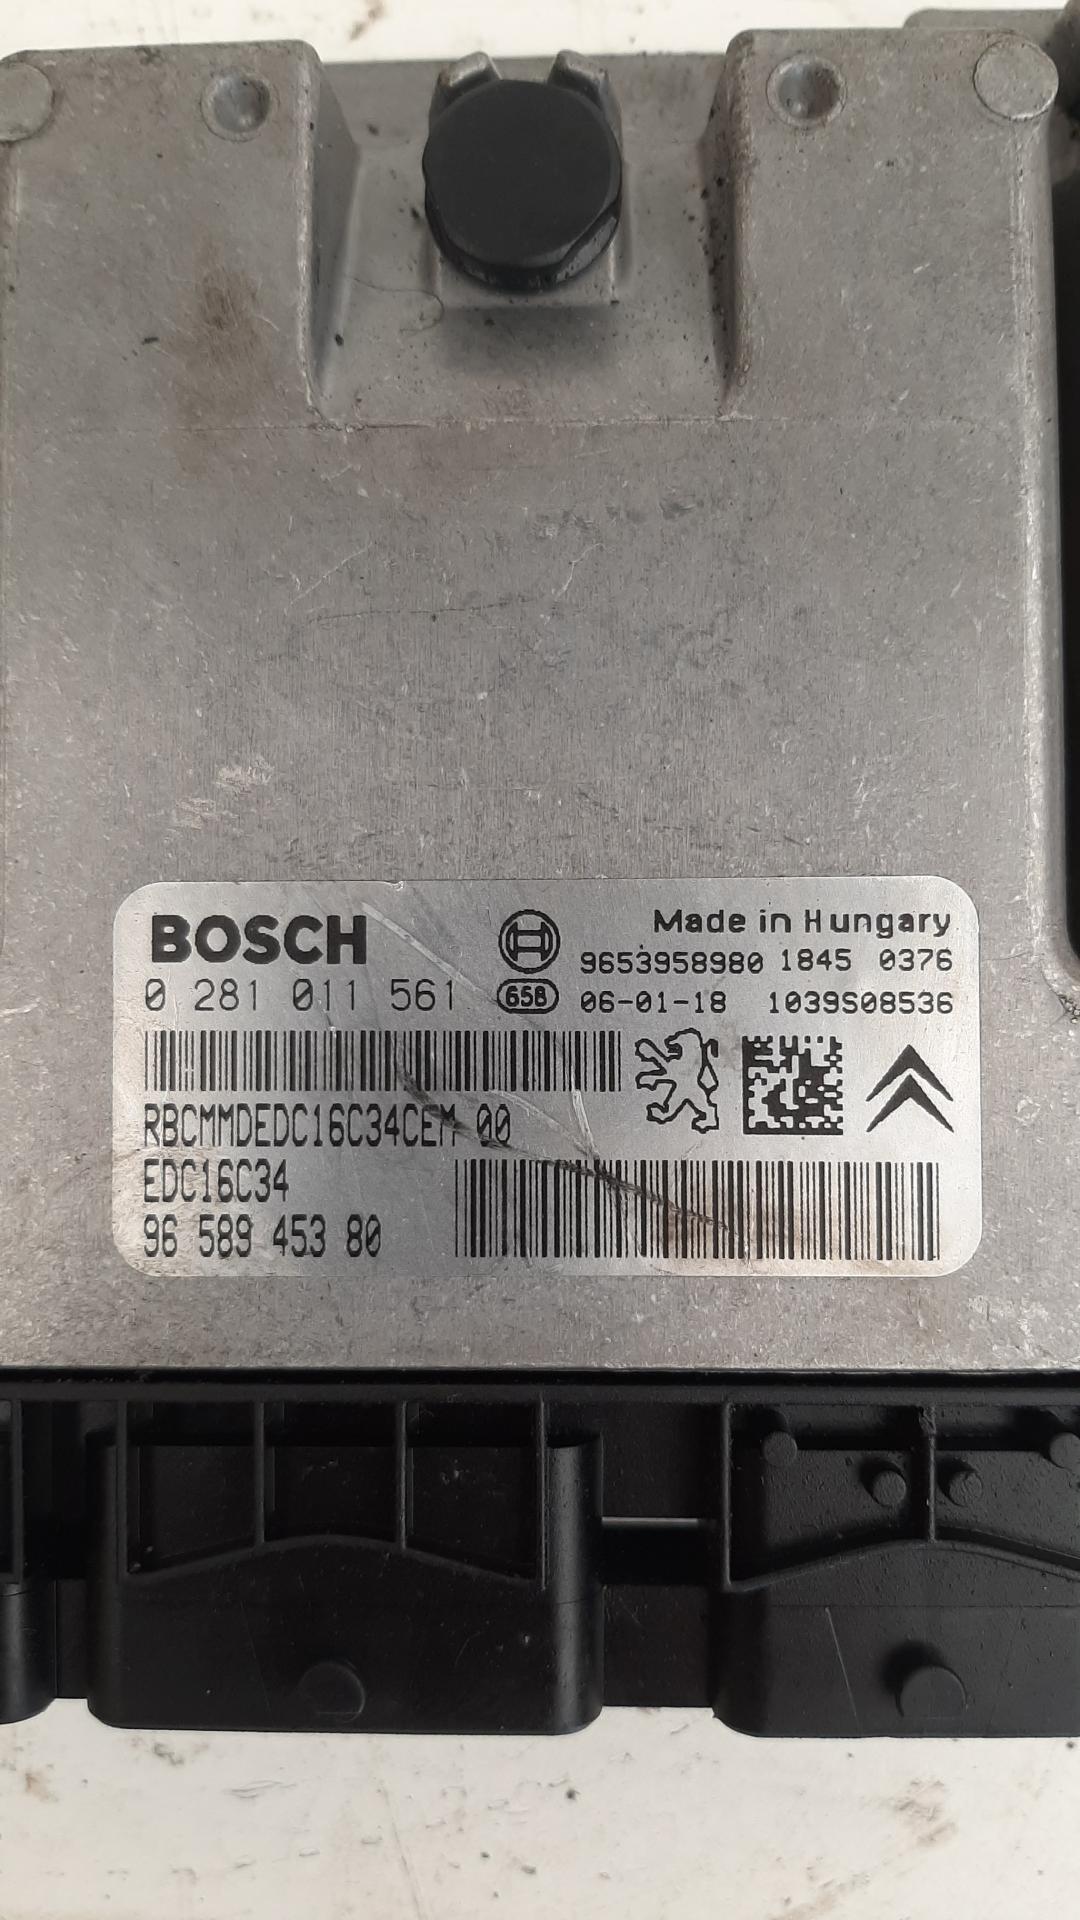 BOSCH
Made in Hungary
9653958980 1845 0376
0 281 011 561
65B 06-01-18 1039S08536
RBCMMDEDC16C34CEM 00
EDC16C34
96 589 453 80